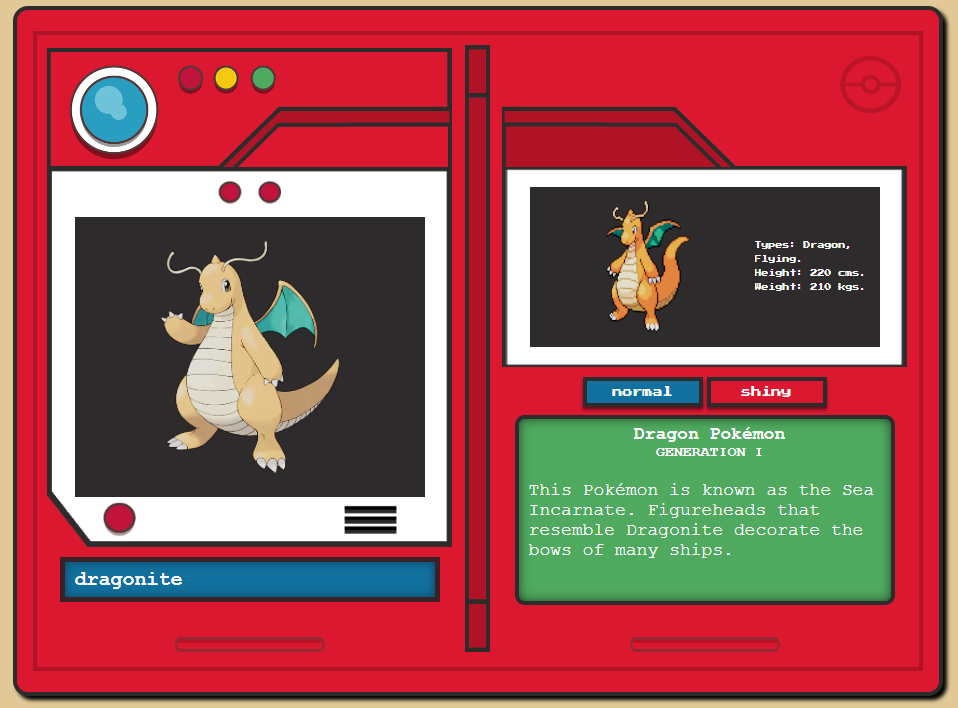 dragonite
Types: Dragon,
Flying.
Height: 220 cms.
Weight: 210 kgs.
normal
shiny
Dragon Pokémon
GENERATION I
This Pokémon is known as the Sea
Incarnate. Figureheads that
resemble Dragonite decorate the
bows of many ships.